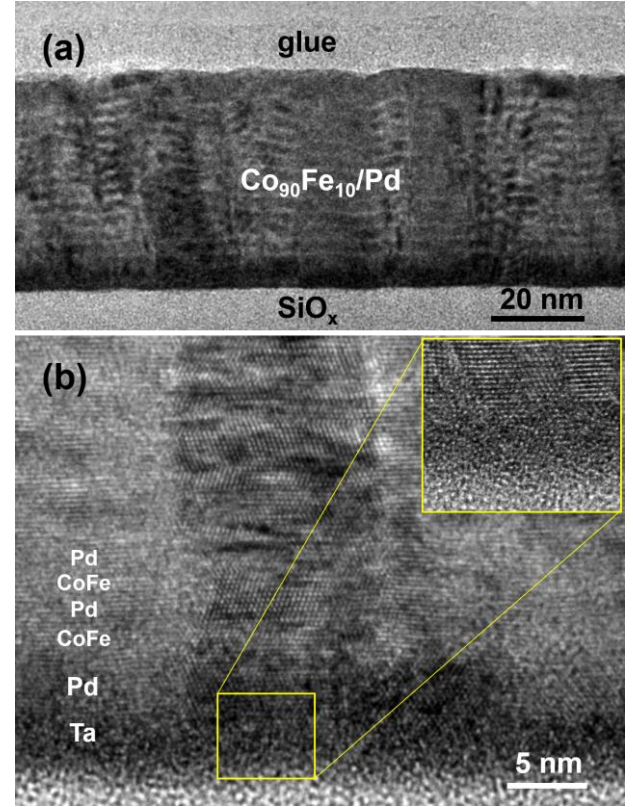 (a)
glue
Co₉₀Fe₁₀/Pd
SiOₓ
20 nm
(b)
Pd
CoFe
Pd
CoFe
Pd
Ta
5 nm